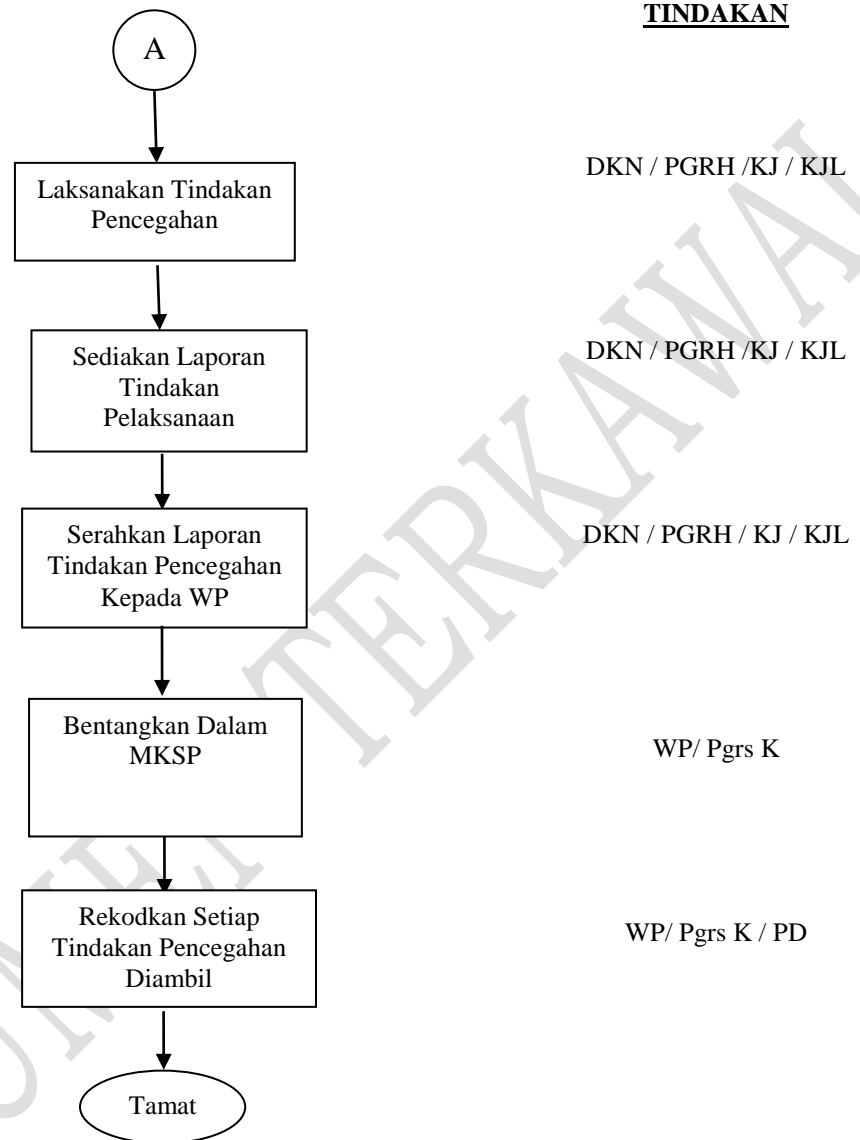 TINDAKAN
A
Laksanakan Tindakan
Pencegahan
DKN / PGRH /KJ / KJL
Sediakan Laporan
Tindakan
Pelaksanaan
DKN / PGRH /KJ / KJL
Serahkan Laporan
Tindakan Pencegahan
Kepada WP
DKN / PGRH / KJ / KJL
Bentangkan Dalam
MKSP
WP/ Pgrs K
Rekodkan Setiap
Tindakan Pencegahan
Diambil
WP/ Pgrs K / PD
Tamat
TERKAWAL